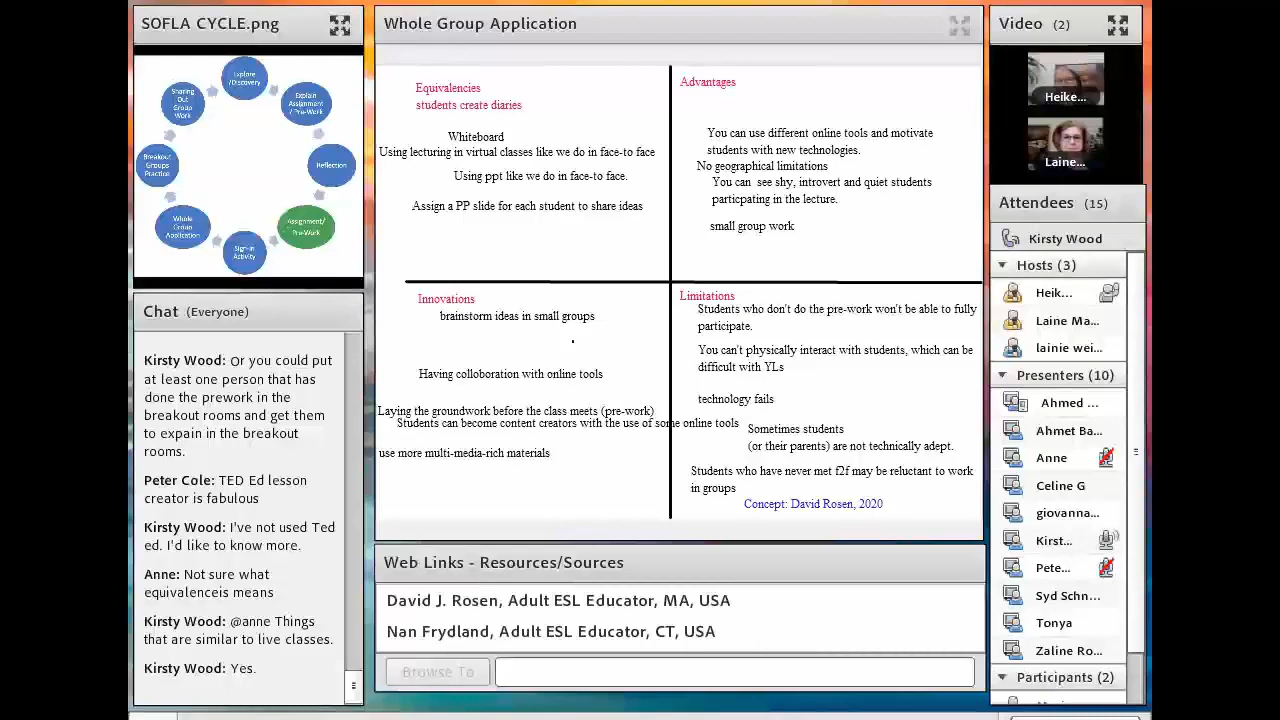 SOFLA CYCLE.png
Explore
/Discovery
Explain
Assignment
/ Pre-Work
Reflection
Assignment/
Pre-Work
Sign-in
Activity
Whole
Group
Application
Breakout
Groups
Practice
Sharing
Out
Group
Work
Chat (Everyone)
Kirsty Wood: Or you could put
at least one person that has
done the prework in the
breakout rooms and get them
to expain in the breakout
rooms.
Peter Cole: TED Ed lesson
creator is fabulous
Kirsty Wood: I've not used Ted
ed. I'd like to know more.
Anne: Not sure what
equivalenceis means
Kirsty Wood: @anne Things
that are similar to live classes.
Kirsty Wood: Yes.
Whole Group Application
Equivalencies
students create diaries
Whiteboard
Using lecturing in virtual classes like we do in face-to face
Using ppt like we do in face-to face.
Assign a PP slide for each student to share ideas
Advantages
You can use different online tools and motivate
students with new technologies.
No geographical limitations
You can see shy, introvert and quiet students
particpating in the lecture.
small group work
Innovations
brainstorm ideas in small groups
Having colloboration with online tools
Laying the groundwork before the class meets (pre-work)
Students can become content creators with the use of some online tools
use more multi-media-rich materials
Limitations
Students who don't do the pre-work won't be able to fully
participate.
You can't physically interact with students, which can be
difficult with YLs
technology fails
Sometimes students
(or their parents) are not technically adept.
Students who have never met f2f may be reluctant to work
in groups
Concept: David Rosen, 2020
Web Links - Resources/Sources
David J. Rosen, Adult ESL Educator, MA, USA
Nan Frydland, Adult ESL Educator, CT, USA
Browse To
Video (2)
Heike...
Laine...
Attendees (15)
Kirsty Wood
Hosts (3)
Heik...
Laine Ma...
lainie wei...
Presenters (10)
Ahmed ...
Ahmet Ba...
Anne
Celine G
giovanna...
Kirst...
Pete...
Syd Schn...
Tonya
Zaline Ro...
Participants (2)